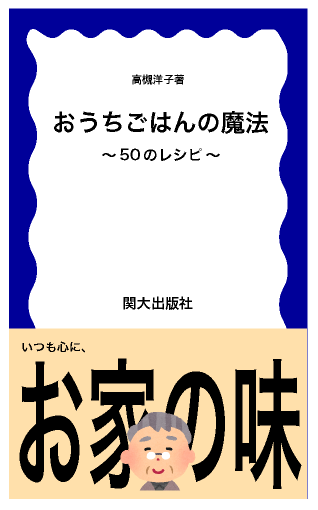 高槻洋子著
おうちごはんの魔法
～50のレシピ～
関大出版社
いつも心に、
お家の味